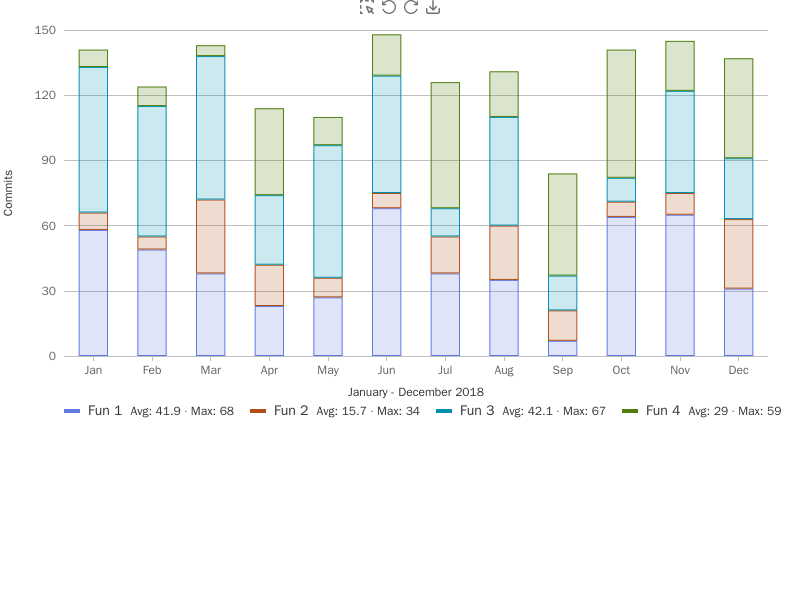 150
120
90
60
30
0
Commits
Jan Feb Mar Apr May Jun Jul Aug Sep Oct Nov Dec
January - December 2018
Fun 1 Avg: 41.9 · Max: 68 Fun 2 Avg: 15.7 · Max: 34 Fun 3 Avg: 42.1 · Max: 67 Fun 4 Avg: 29 · Max: 59